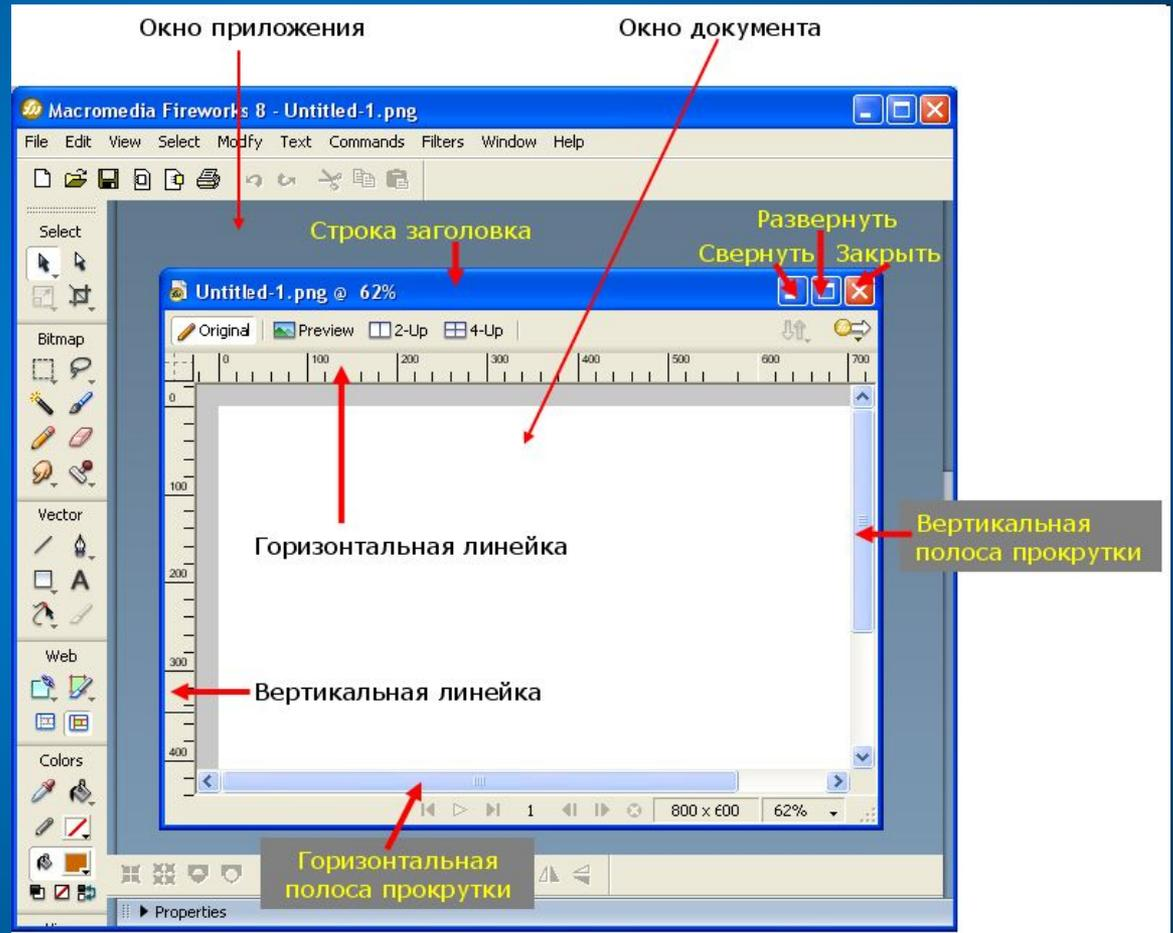 Окно приложения
Окно документа
Macromedia Fireworks 8 - Untitled-1.png
File Edit View Select Modify Text Commands Filters Window Help
Select
Строка заголовка
Развернуть
Свернуть Закрыть
Untitled-1.png @ 62%
Original Preview 2-Up 4-Up
Bitmap
0 100 200 300 400 500 600 700
0
100
Vector
Вертикальная
полоса прокрутки
Горизонтальная линейка
200
Web
300
Вертикальная линейка
400
Colors
1 800 x 600 62%
Горизонтальная
полоса прокрутки
Properties